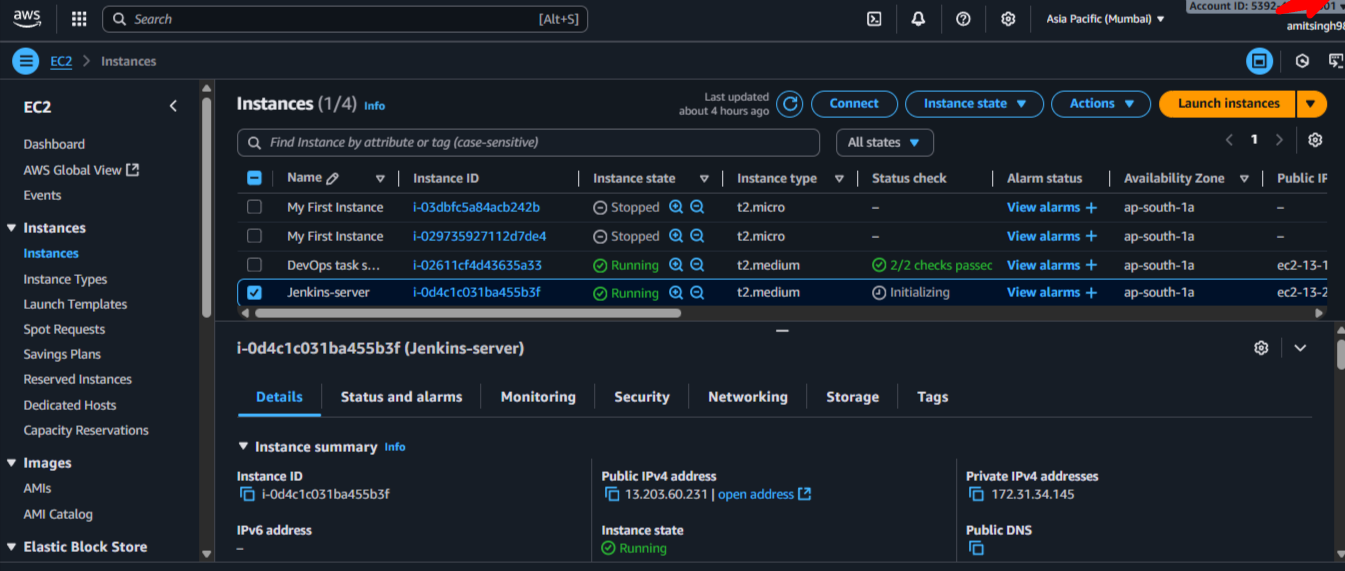 aws Search [Alt+S] Asia Pacific (Mumbai) Account ID: 5392- 01
amitsingh98
EC2 > Instances
EC2
Dashboard
AWS Global View
Events
Instances
Instances
Instance Types
Launch Templates
Spot Requests
Savings Plans
Reserved Instances
Dedicated Hosts
Capacity Reservations
Images
AMIs
AMI Catalog
Elastic Block Store
Instances (1/4) Info
Last updated
about 4 hours ago
Connect Instance state Actions Launch instances
Find Instance by attribute or tag (case-sensitive) All states 1
Name Instance ID Instance state Instance type Status check Alarm status Availability Zone Public IP
My First Instance i-03dbfc5a84acb242b Stopped t2.micro – View alarms + ap-south-1a –
My First Instance i-029735927112d7de4 Stopped t2.micro – View alarms + ap-south-1a –
DevOps task s... i-02611cf4d43635a33 Running t2.medium 2/2 checks passec View alarms + ap-south-1a ec2-13-1
Jenkins-server i-0d4c1c031ba455b3f Running t2.medium Initializing View alarms + ap-south-1a ec2-13-2
i-0d4c1c031ba455b3f (Jenkins-server)
Details Status and alarms Monitoring Security Networking Storage Tags
Instance summary Info
Instance ID
i-0d4c1c031ba455b3f
Public IPv4 address
13.203.60.231 | open address
Private IPv4 addresses
172.31.34.145
IPv6 address
–
Instance state
Running
Public DNS